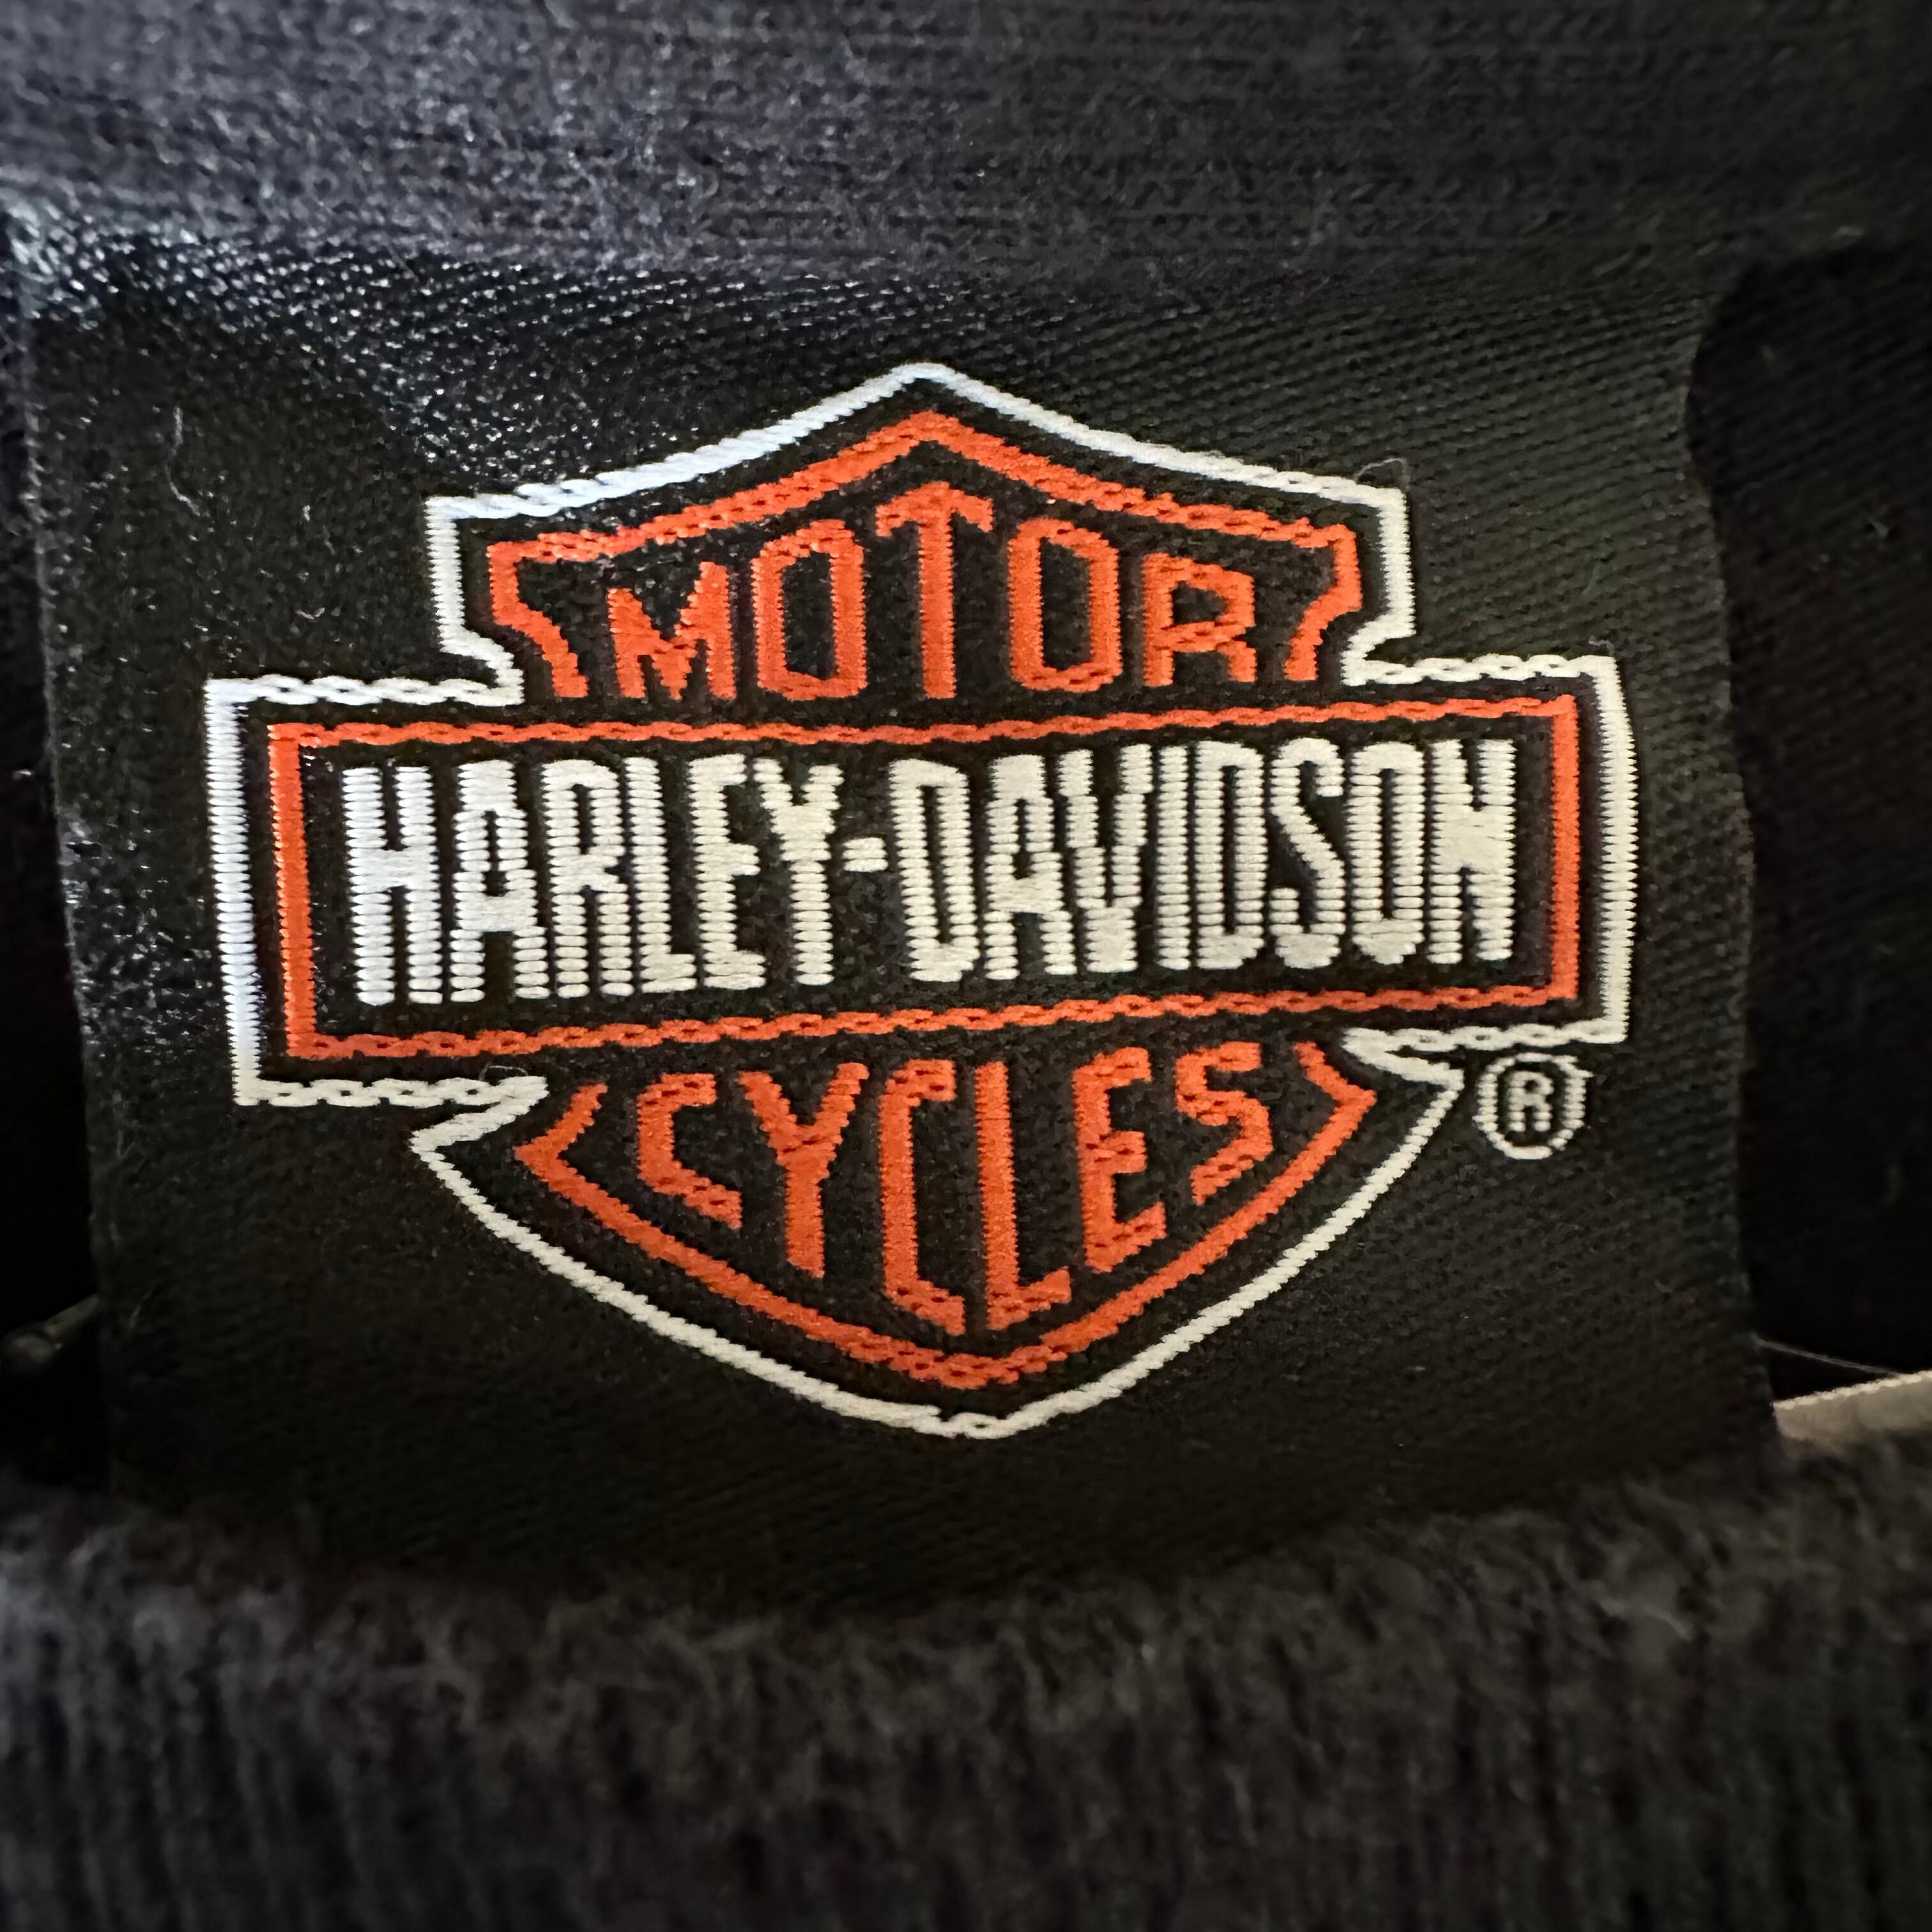 MOTOR
HARLEY-DAVIDSON
CYCLES
®